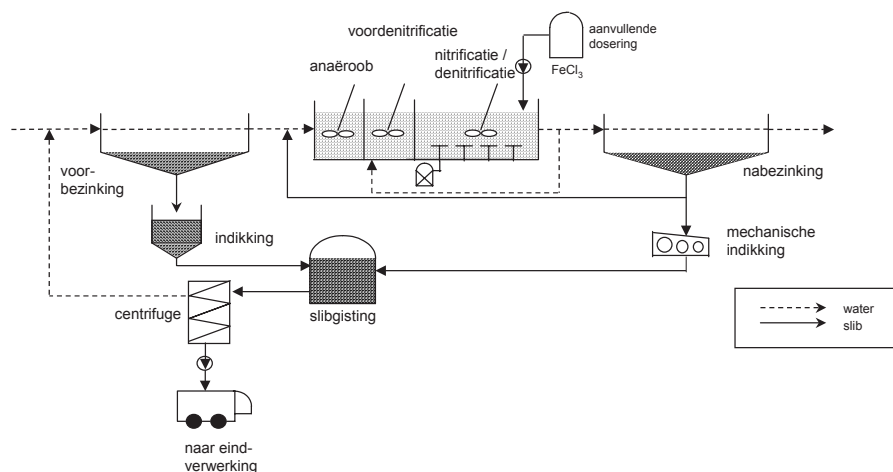 voordenitrificatie
aanvullende
dosering
FeCl₃
anaëroob
nitrificatie /
denitrificatie
voor-
bezinking
nabezinking
indikking
mechanische
indikking
centrifuge
slibgisting
water
slib
naar eind-
verwerking